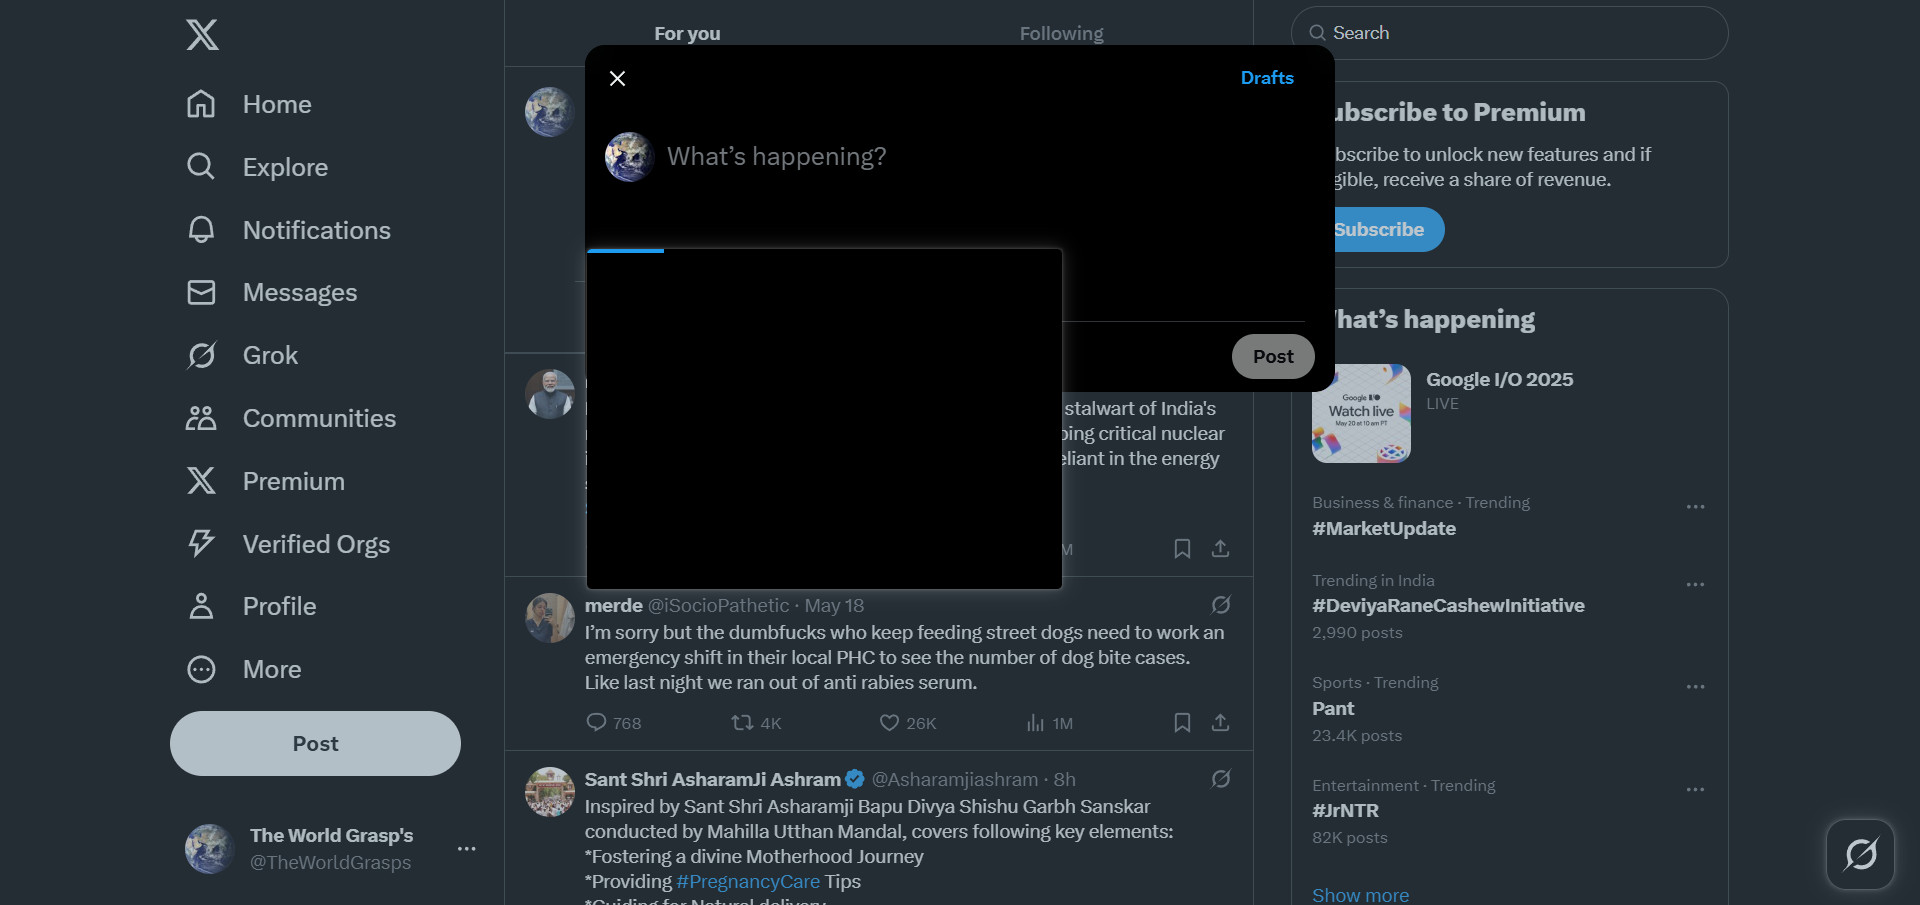 Home
Explore
Notifications
Messages
Grok
Communities
Premium
Verified Orgs
Profile
More
Post
The World Grasp's
@TheWorldGrasps
For you
Following
Drafts
What's happening?
Post
stalwart of India's
critical nuclear
in the energy
merde @iSocioPathetic · May 18
I'm sorry but the dumbfucks who keep feeding street dogs need to work an
emergency shift in their local PHC to see the number of dog bite cases.
Like last night we ran out of anti rabies serum.
768 4K 26K 1M
Sant Shri AsharamJi Ashram @Asharamjiashram · 8h
Inspired by Sant Shri Asharamji Bapu Divya Shishu Garbh Sanskar
conducted by Mahilla Utthan Mandal, covers following key elements:
*Fostering a divine Motherhood Journey
*Providing #PregnancyCare Tips
Search
to Premium
to unlock new features and if
receive a share of revenue.
Subscribe
happening
Google I/O
Watch live
May 20 at 10 am PT
Google I/O 2025
LIVE
Business & finance · Trending
#MarketUpdate
Trending in India
#DeviyaRaneCashewInitiative
2,990 posts
Sports · Trending
Pant
23.4K posts
Entertainment · Trending
#JrNTR
82K posts
Show more